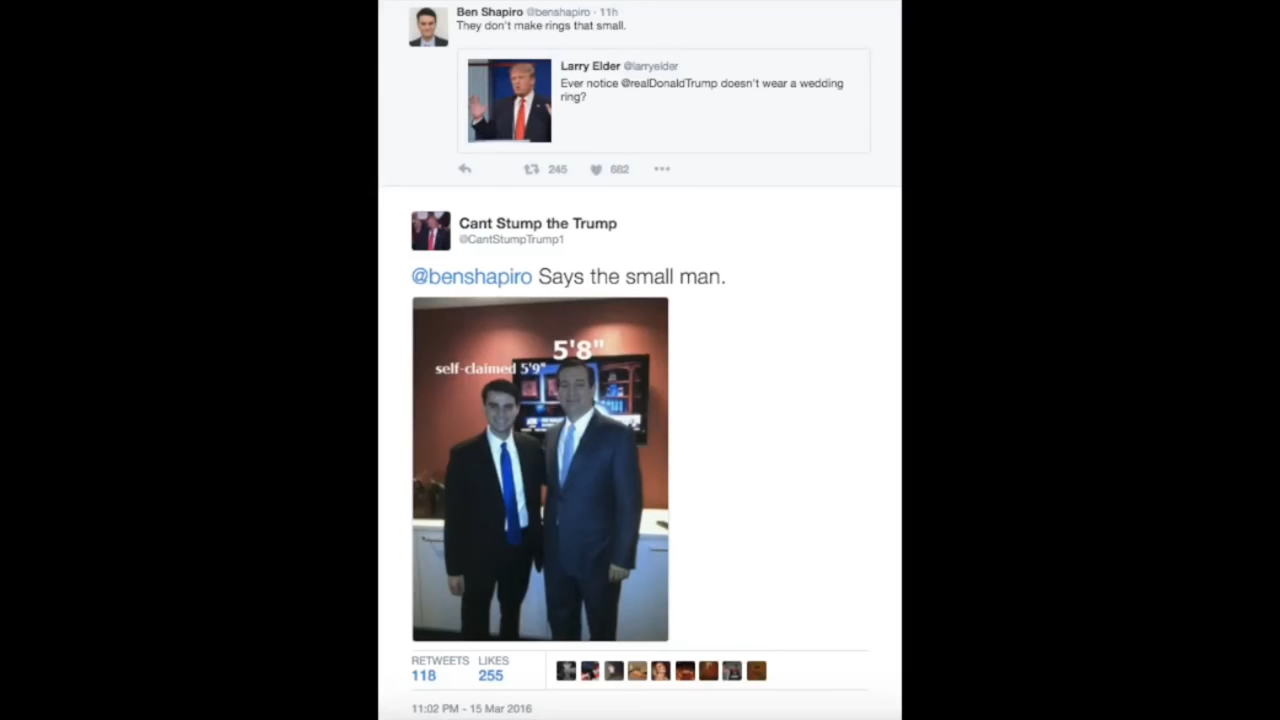 Ben Shapiro @benshapiro · 11h
They don't make rings that small.
Larry Elder @larryelder
Ever notice @realDonaldTrump doesn't wear a wedding
ring?
245 682
Cant Stump the Trump
@CantStumpTrump1
@benshapiro Says the small man.
5'8"
self-claimed 5'9"
RETWEETS LIKES
118 255
11:02 PM - 15 Mar 2016